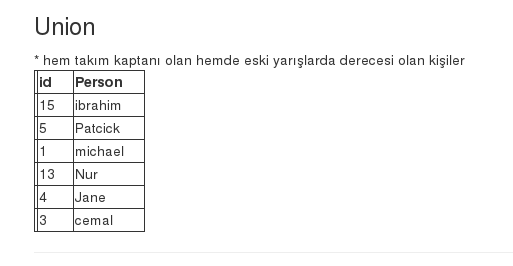 Union
* hem takım kaptanı olan hemde eski yarışlarda derecesi olan kişiler
id Person
15 ibrahim
5 Patcick
1 michael
13 Nur
4 Jane
3 cemal